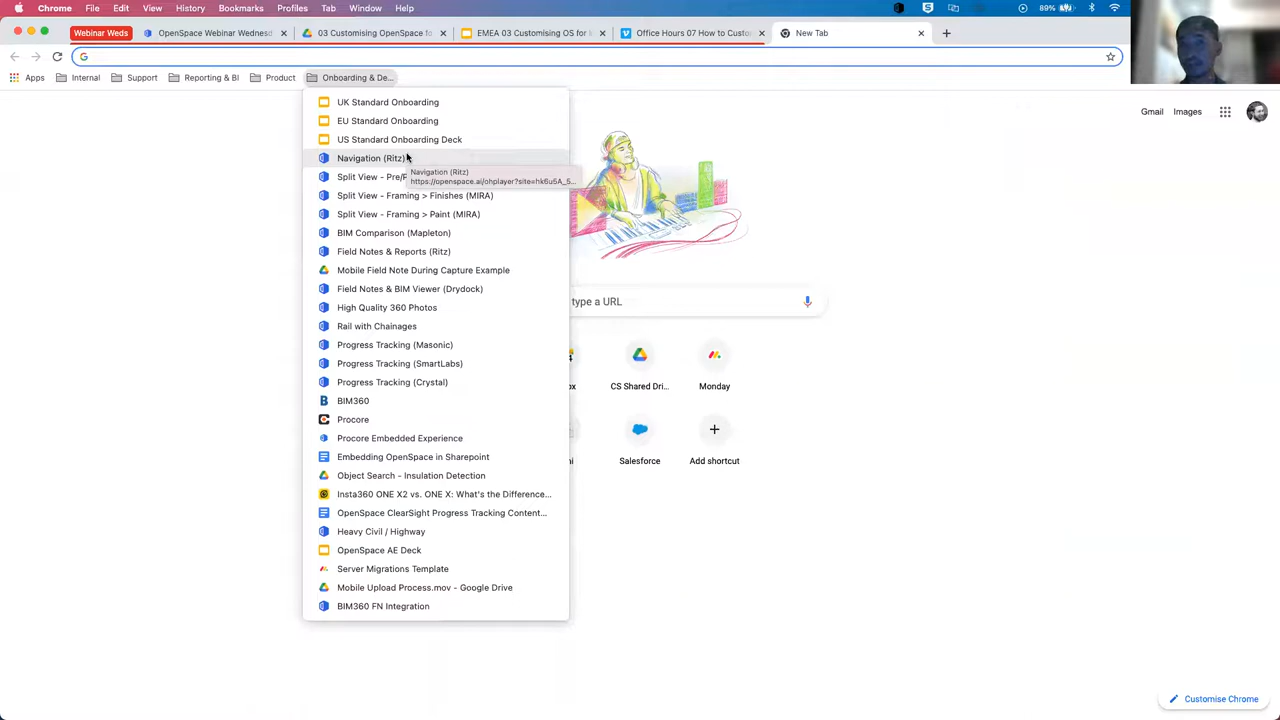 Chrome File Edit View History Bookmarks Profiles Tab Window Help 89%
Webinar Weds OpenSpace Webinar Wednesd 03 Customising OpenSpace fo EMEA 03 Customising OS for k Office Hours 07 How to Custo New Tab
Apps Internal Support Reporting & BI Product Onboarding & De...
Gmail Images
UK Standard Onboarding
EU Standard Onboarding
US Standard Onboarding Deck
Navigation (Ritz)
Navigation (Ritz)
https://openspace.ai/ohplayer?site=hk6u5A_5...
Split View - Pre/F
Split View - Framing > Finishes (MIRA)
Split View - Framing > Paint (MIRA)
BIM Comparison (Mapleton)
Field Notes & Reports (Ritz)
Mobile Field Note During Capture Example
Field Notes & BIM Viewer (Drydock)
High Quality 360 Photos
Rail with Chainages
Progress Tracking (Masonic)
Progress Tracking (SmartLabs)
Progress Tracking (Crystal)
BIM360
Procore
Procore Embedded Experience
Embedding OpenSpace in Sharepoint
Object Search - Insulation Detection
Insta360 ONE X2 vs. ONE X: What's the Difference...
OpenSpace ClearSight Progress Tracking Content...
Heavy Civil / Highway
OpenSpace AE Deck
Server Migrations Template
Mobile Upload Process.mov - Google Drive
BIM360 FN Integration
type a URL
ox CS Shared Dri... Monday
ni Salesforce Add shortcut
Customise Chrome